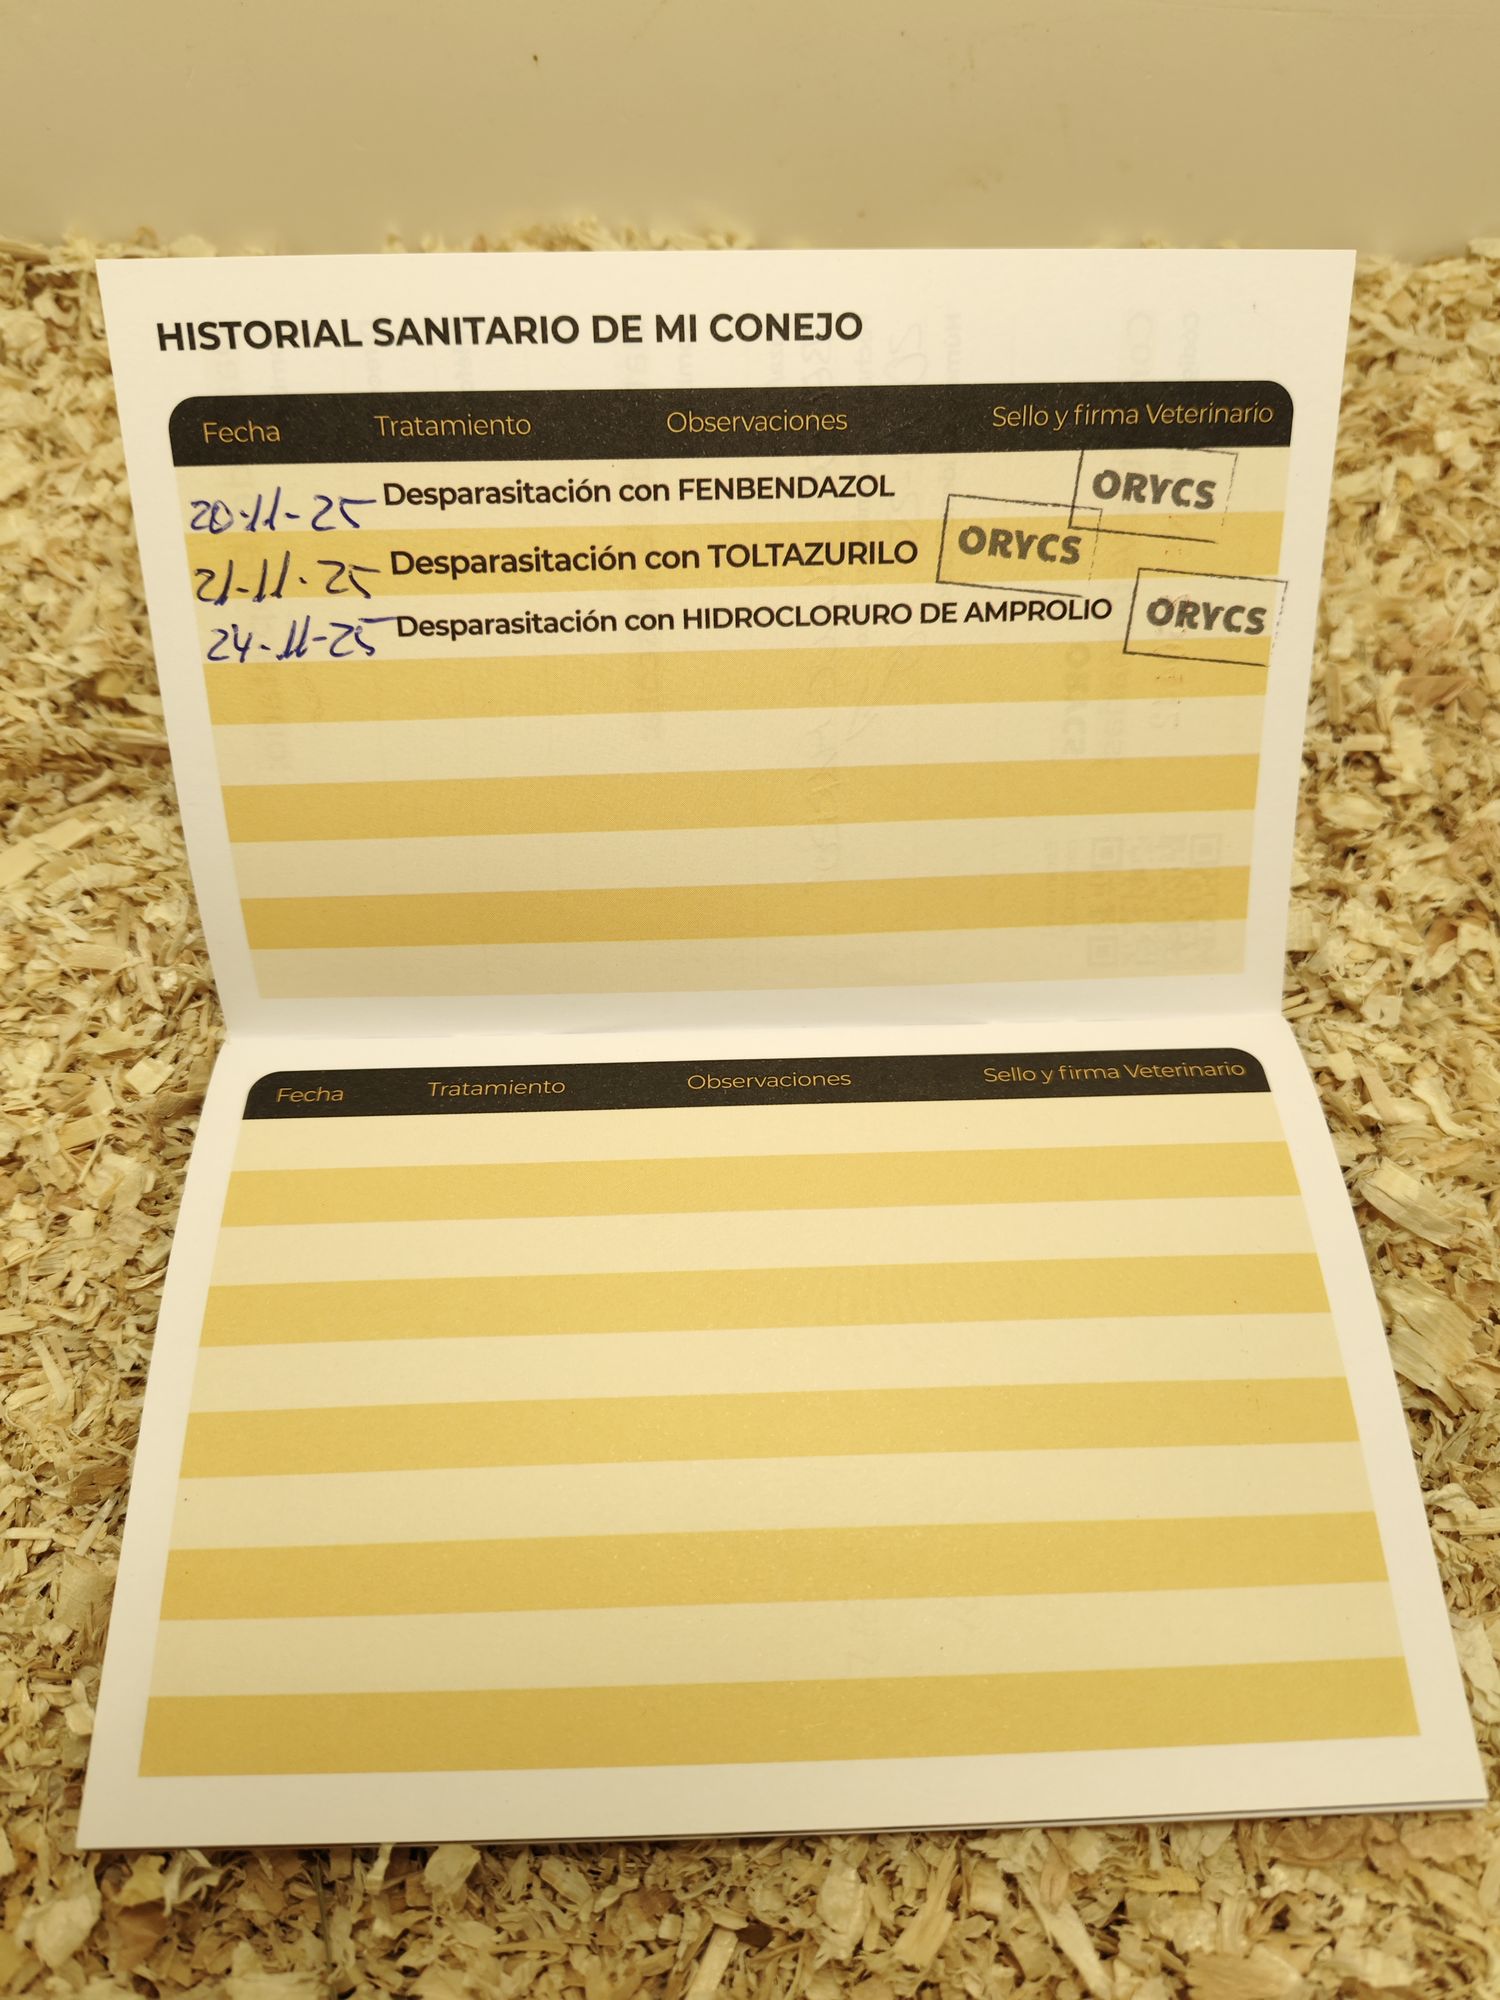 HISTORIAL SANITARIO DE MI CONEJO
Fecha Tratamiento Observaciones Sello y firma Veterinario
20-11-25 Desparasitación con FENBENDAZOL ORYCS
21-11-25 Desparasitación con TOLTAZURILO ORYCS
24-11-25 Desparasitación con HIDROCLORURO DE AMPROLIO ORYCS
Fecha Tratamiento Observaciones Sello y firma Veterinario